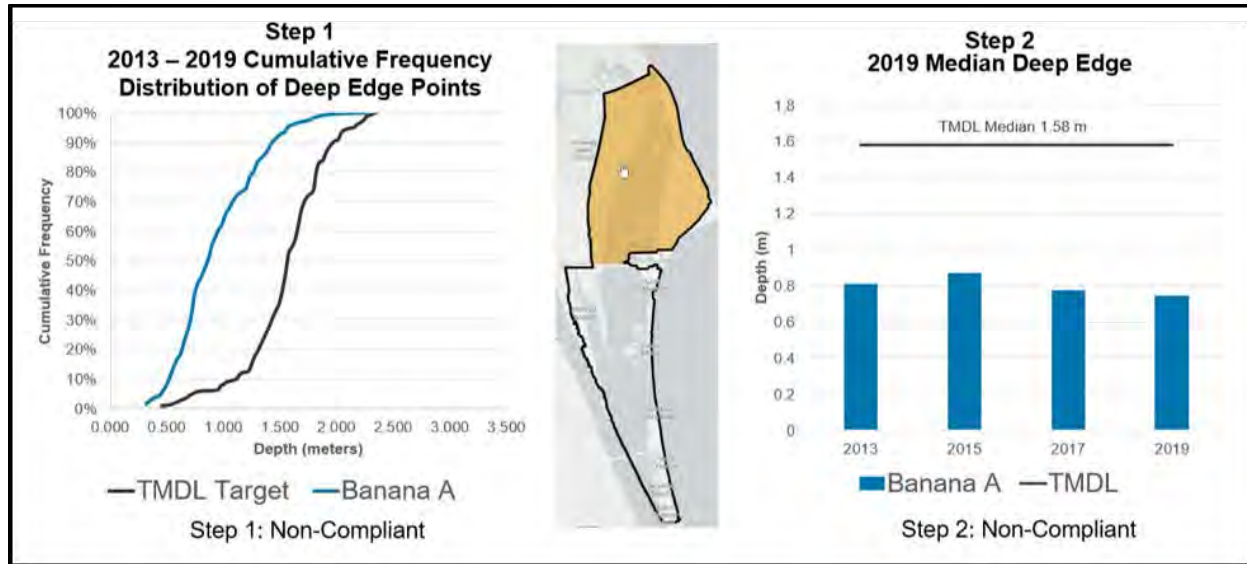 Step 1
2013 – 2019 Cumulative Frequency
Distribution of Deep Edge Points
100%
90%
80%
70%
60%
50%
40%
30%
20%
10%
0%
Cumulative Frequency
0.000 0.500 1.000 1.500 2.000 2.500 3.000 3.500
Depth (meters)
TMDL Target Banana A
Step 1: Non-Compliant
Step 2
2019 Median Deep Edge
1.8
1.6
1.4
1.2
1
0.8
0.6
0.4
0.2
0
Depth (m)
TMDL Median 1.58 m
2013 2015 2017 2019
Banana A TMDL
Step 2: Non-Compliant